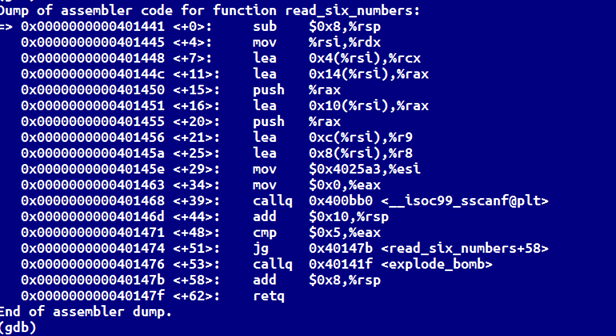 Dump of assembler code for function read_six_numbers:
=> 0x0000000000401441 <+0>: sub $0x8,%rsp
0x0000000000401445 <+4>: mov %rsi,%rdx
0x0000000000401448 <+7>: lea 0x4(%rsi),%rcx
0x000000000040144c <+11>: lea 0x14(%rsi),%rax
0x0000000000401450 <+15>: push %rax
0x0000000000401451 <+16>: lea 0x10(%rsi),%rax
0x0000000000401455 <+20>: push %rax
0x0000000000401456 <+21>: lea 0xc(%rsi),%r9
0x000000000040145a <+25>: lea 0x8(%rsi),%r8
0x000000000040145e <+29>: mov $0x4025a3,%esi
0x0000000000401463 <+34>: mov $0x0,%eax
0x0000000000401468 <+39>: callq 0x400bb0 <__isoc99_sscanf@plt>
0x000000000040146d <+44>: add $0x10,%rsp
0x0000000000401471 <+48>: cmp $0x5,%eax
0x0000000000401474 <+51>: jg 0x40147b <read_six_numbers+58>
0x0000000000401476 <+53>: callq 0x40141f <explode_bomb>
0x000000000040147b <+58>: add $0x8,%rsp
0x000000000040147f <+62>: retq
End of assembler dump.
(gdb)